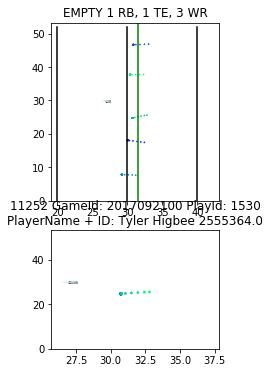 EMPTY 1 RB, 1 TE, 3 WR
50
40
30
20
10
0
20 25 30 35 40
11252 GameId: 2017092100 PlayId: 1530
PlayerName + ID: Tyler Higbee 2555364.0
40
20
0
27.5 30.0 32.5 35.0 37.5